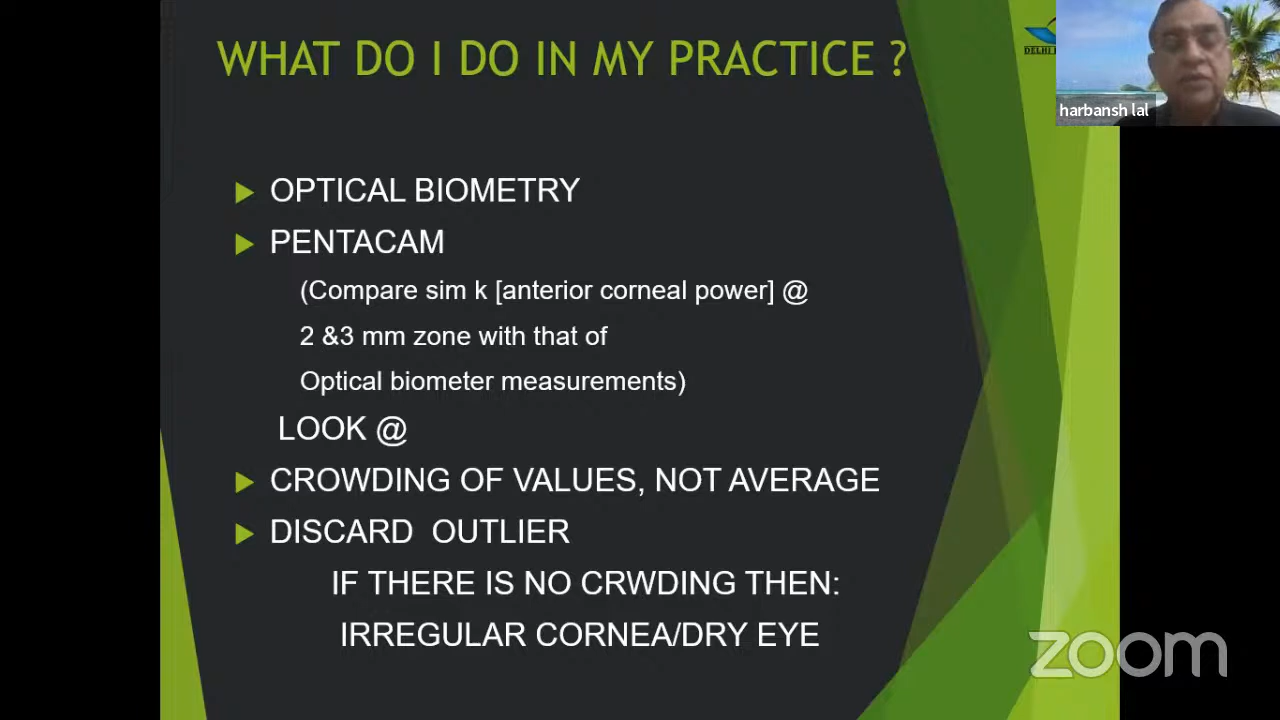 WHAT DO I DO IN MY PRACTICE ?
DELHI
harbansh lal
OPTICAL BIOMETRY
PENTACAM
(Compare sim k [anterior corneal power] @
2 &3 mm zone with that of
Optical biometer measurements)
LOOK @
CROWDING OF VALUES, NOT AVERAGE
DISCARD OUTLIER
IF THERE IS NO CRWDING THEN:
IRREGULAR CORNEA/DRY EYE
zoom